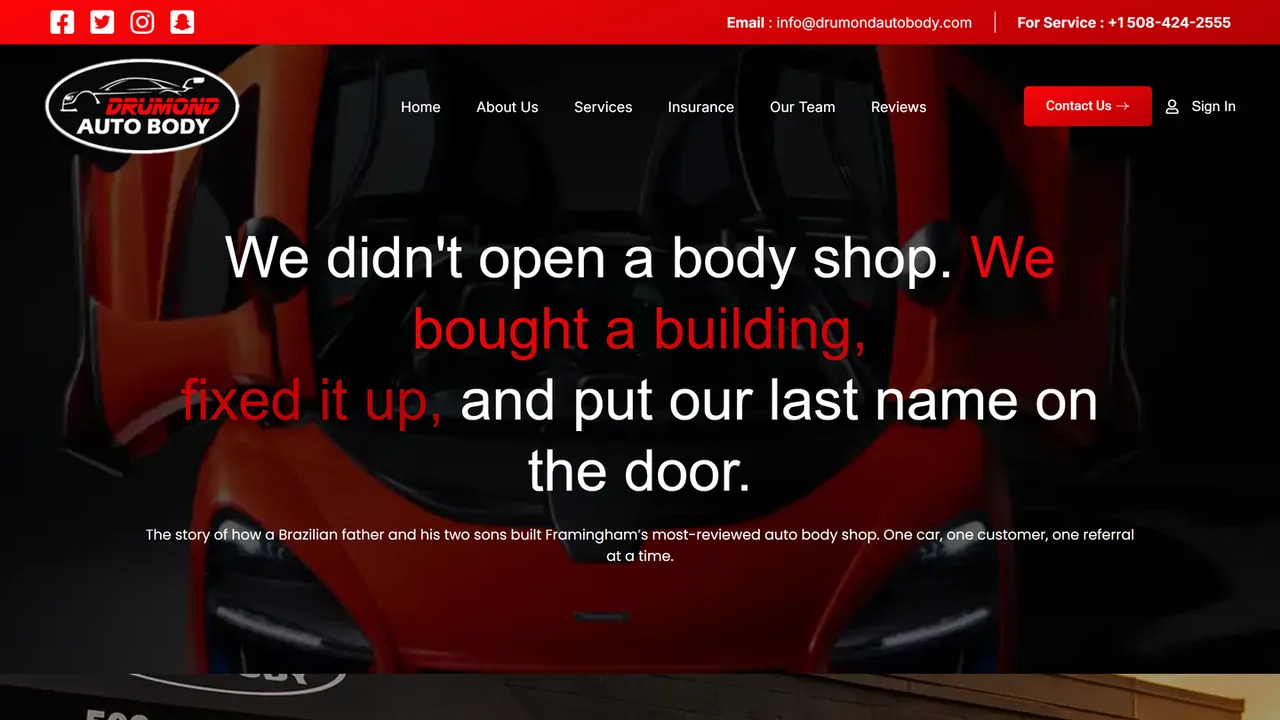 Email : info@drumondautobody.com
For Service : +1 508-424-2555
DRUMOND
AUTO BODY
Home
About Us
Services
Insurance
Our Team
Reviews
Contact Us
Sign In
We didn't open a body shop. We
bought a building,
fixed it up, and put our last name on
the door.
The story of how a Brazilian father and his two sons built Framingham's most-reviewed auto body shop. One car, one customer, one referral
at a time.